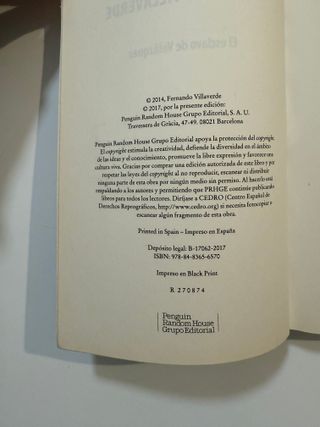 VILLAVERDE
El esclavo de Velázquez
© 2014, Fernando Villaverde
© 2017, por la presente edición:
Penguin Random House Grupo Editorial, S. A. U.
Travessera de Gràcia, 47-49. 08021 Barcelona
Penguin Random House Grupo Editorial apoya la protección del copyright.
El copyright estimula la creatividad, defiende la diversidad en el ámbito
de las ideas y el conocimiento, promueve la libre expresión y favorece una
cultura viva. Gracias por comprar una edición autorizada de este libro y por
respetar las leyes del copyright al no reproducir, escanear ni distribuir
ninguna parte de esta obra por ningún medio sin permiso. Al hacerlo está
respaldando a los autores y permitiendo que PRHGE continúe publicando
libros para todos los lectores. Diríjase a CEDRO (Centro Español de
Derechos Reprográficos, http://www.cedro.org) si necesita fotocopiar o
escanear algún fragmento de esta obra.
Printed in Spain – Impreso en España
Depósito legal: B-17062-2017
ISBN: 978-84-8365-6570
Impreso en Black Print
R 270874
Penguin
Random House
Grupo Editorial